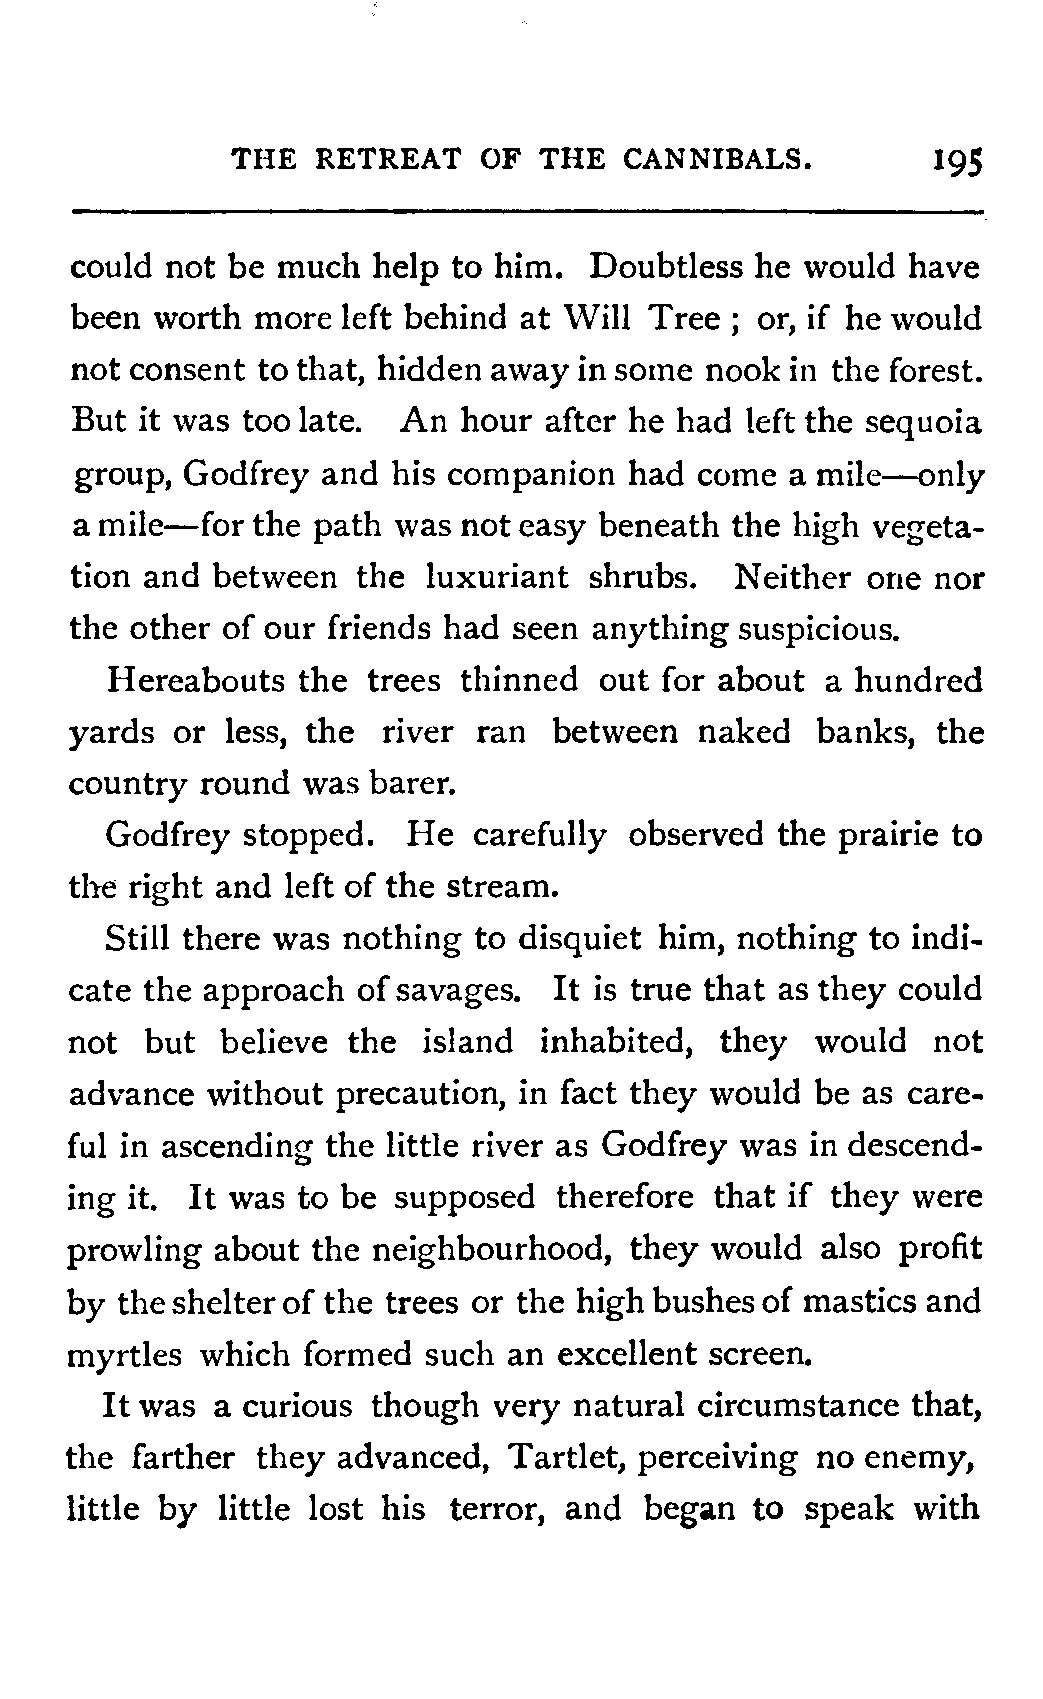 THE RETREAT OF THE CANNIBALS. 195
could not be much help to him. Doubtless he would have
been worth more left behind at Will Tree ; or, if he would
not consent to that, hidden away in some nook in the forest.
But it was too late. An hour after he had left the sequoia
group, Godfrey and his companion had come a mile—only
a mile—for the path was not easy beneath the high vegeta-
tion and between the luxuriant shrubs. Neither one nor
the other of our friends had seen anything suspicious.
Hereabouts the trees thinned out for about a hundred
yards or less, the river ran between naked banks, the
country round was barer.
Godfrey stopped. He carefully observed the prairie to
the right and left of the stream.
Still there was nothing to disquiet him, nothing to indi-
cate the approach of savages. It is true that as they could
not but believe the island inhabited, they would not
advance without precaution, in fact they would be as care-
ful in ascending the little river as Godfrey was in descend-
ing it. It was to be supposed therefore that if they were
prowling about the neighbourhood, they would also profit
by the shelter of the trees or the high bushes of mastics and
myrtles which formed such an excellent screen.
It was a curious though very natural circumstance that,
the farther they advanced, Tartlet, perceiving no enemy,
little by little lost his terror, and began to speak with